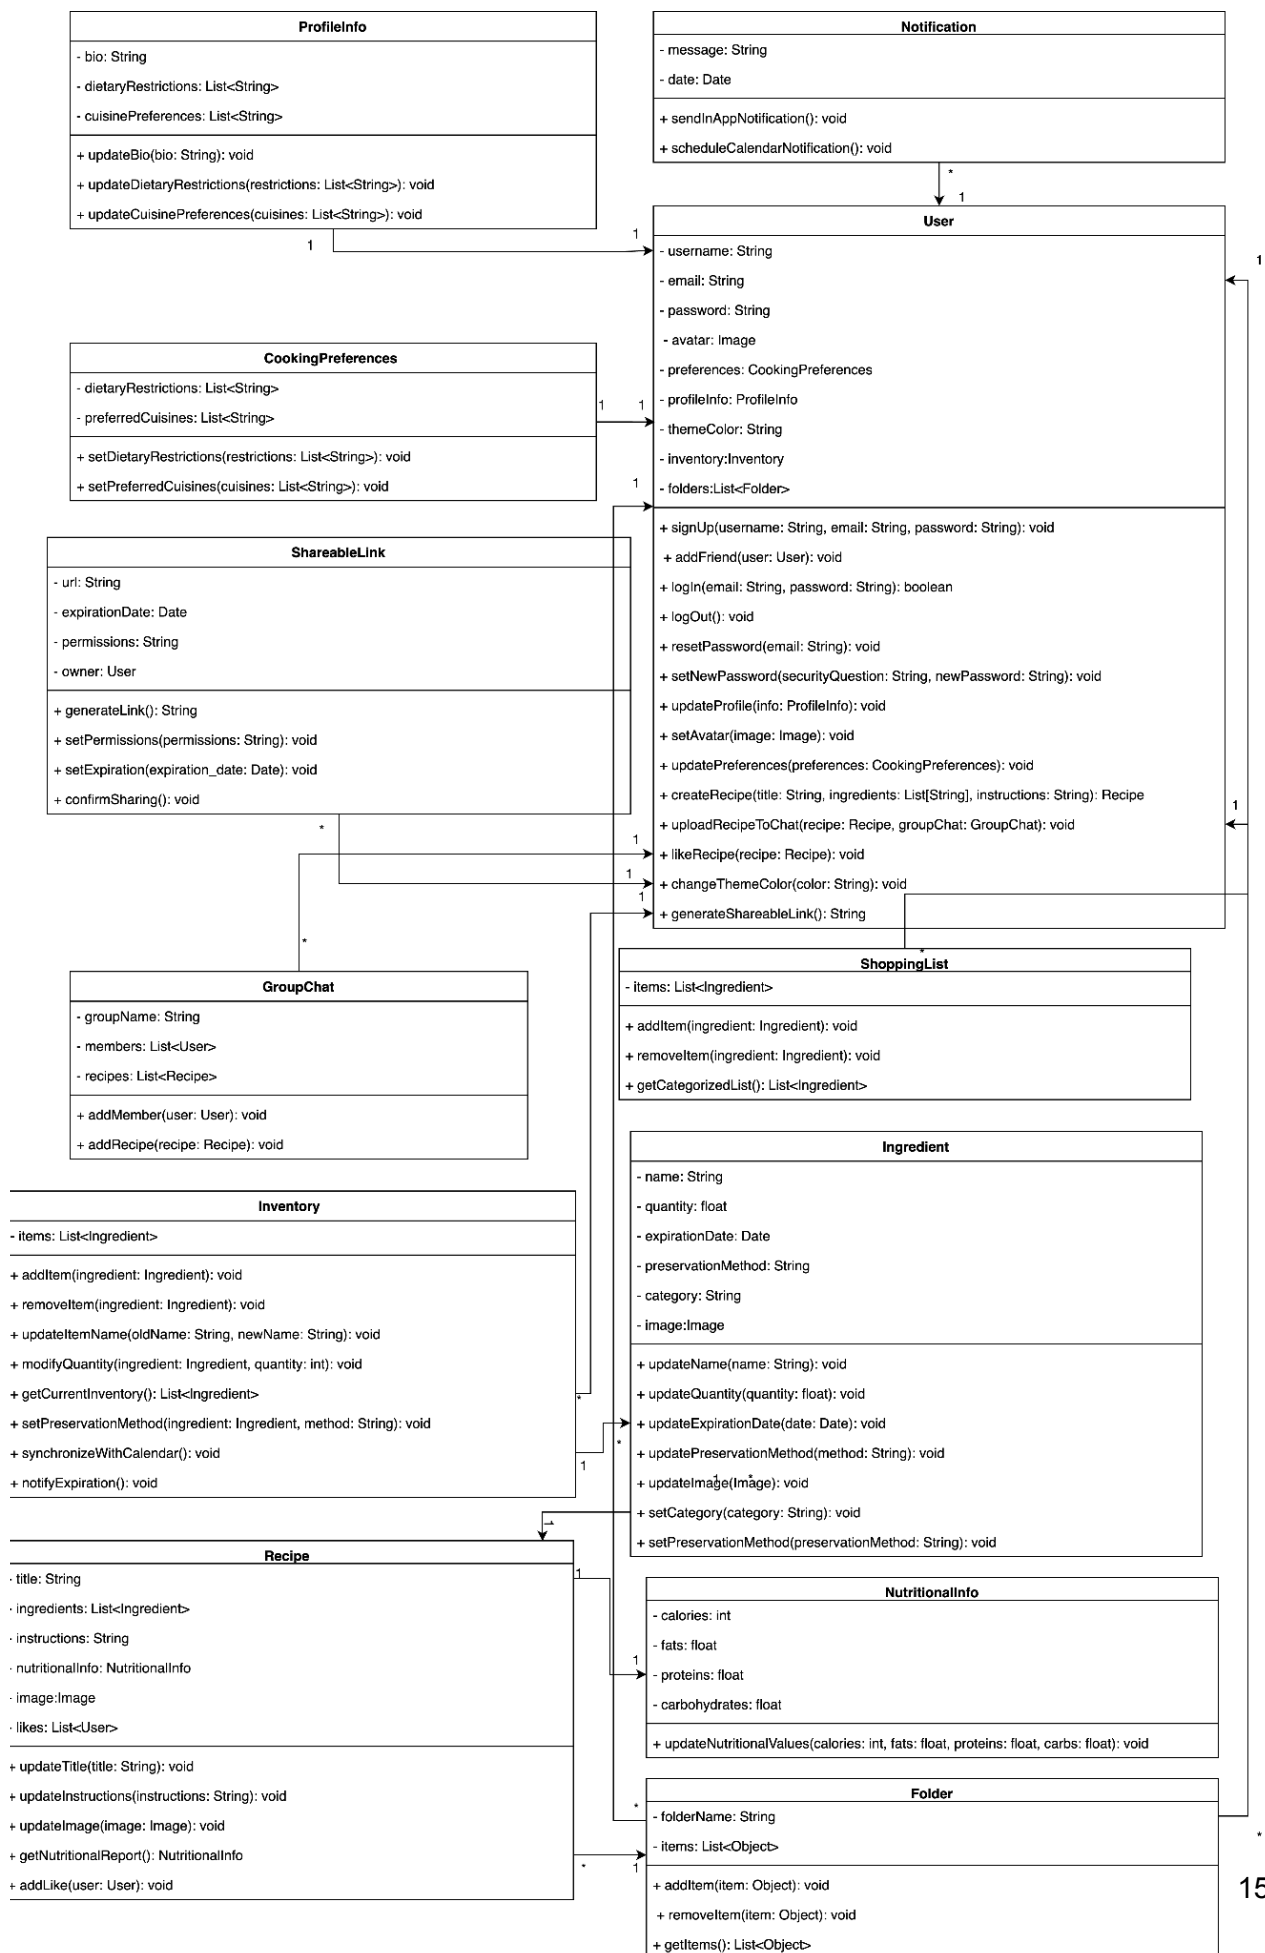 ProfileInfo
- bio: String
- dietaryRestrictions: List<String>
- cuisinePreferences: List<String>
+ updateBio(bio: String): void
+ updateDietaryRestrictions(restrictions: List<String>): void
+ updateCuisinePreferences(cuisines: List<String>): void
1
1
Notification
- message: String
- date: Date
+ sendInAppNotification(): void
+ scheduleCalendarNotification(): void
*
1
User
- username: String
- email: String
- password: String
- avatar: Image
- preferences: CookingPreferences
- profileInfo: ProfileInfo
- themeColor: String
- inventory:Inventory
- folders:List<Folder>
+ signUp(username: String, email: String, password: String): void
+ addFriend(user: User): void
+ logIn(email: String, password: String): boolean
+ logOut(): void
+ resetPassword(email: String): void
+ setNewPassword(securityQuestion: String, newPassword: String): void
+ updateProfile(info: ProfileInfo): void
+ setAvatar(image: Image): void
+ updatePreferences(preferences: CookingPreferences): void
+ createRecipe(title: String, ingredients: List[String], instructions: String): Recipe
+ uploadRecipeToChat(recipe: Recipe, groupChat: GroupChat): void
+ likeRecipe(recipe: Recipe): void
+ changeThemeColor(color: String): void
+ generateShareableLink(): String
1
1
CookingPreferences
- dietaryRestrictions: List<String>
- preferredCuisines: List<String>
+ setDietaryRestrictions(restrictions: List<String>): void
+ setPreferredCuisines(cuisines: List<String>): void
1
1
1
ShareableLink
- url: String
- expirationDate: Date
- permissions: String
- owner: User
+ generateLink(): String
+ setPermissions(permissions: String): void
+ setExpiration(expiration_date: Date): void
+ confirmSharing(): void
*
1
1
1
*
GroupChat
- groupName: String
- members: List<User>
- recipes: List<Recipe>
+ addMember(user: User): void
+ addRecipe(recipe: Recipe): void
*
ShoppingList
- items: List<Ingredient>
+ addItem(ingredient: Ingredient): void
+ removeItem(ingredient: Ingredient): void
+ getCategorizedList(): List<Ingredient>
Inventory
- items: List<Ingredient>
+ addItem(ingredient: Ingredient): void
+ removeItem(ingredient: Ingredient): void
+ updateItemName(oldName: String, newName: String): void
+ modifyQuantity(ingredient: Ingredient, quantity: int): void
+ getCurrentInventory(): List<Ingredient>
+ setPreservationMethod(ingredient: Ingredient, method: String): void
+ synchronizeWithCalendar(): void
+ notifyExpiration(): void
*
*
1
Ingredient
- name: String
- quantity: float
- expirationDate: Date
- preservationMethod: String
- category: String
- image:Image
+ updateName(name: String): void
+ updateQuantity(quantity: float): void
+ updateExpirationDate(date: Date): void
+ updatePreservationMethod(method: String): void
1 *
+ updateImage(Image): void
+ setCategory(category: String): void
+ setPreservationMethod(preservationMethod: String): void
1
Recipe
- title: String
- ingredients: List<Ingredient>
- instructions: String
- nutritionalInfo: NutritionalInfo
- image:Image
- likes: List<User>
+ updateTitle(title: String): void
+ updateInstructions(instructions: String): void
+ updateImage(image: Image): void
+ getNutritionalReport(): NutritionalInfo
+ addLike(user: User): void
1
1
NutritionalInfo
- calories: int
- fats: float
- proteins: float
- carbohydrates: float
+ updateNutritionalValues(calories: int, fats: float, proteins: float, carbs: float): void
*
*
1
Folder
- folderName: String
- items: List<Object>
+ addItem(item: Object): void
+ removeItem(item: Object): void
+ getItems(): List<Object>
*
15